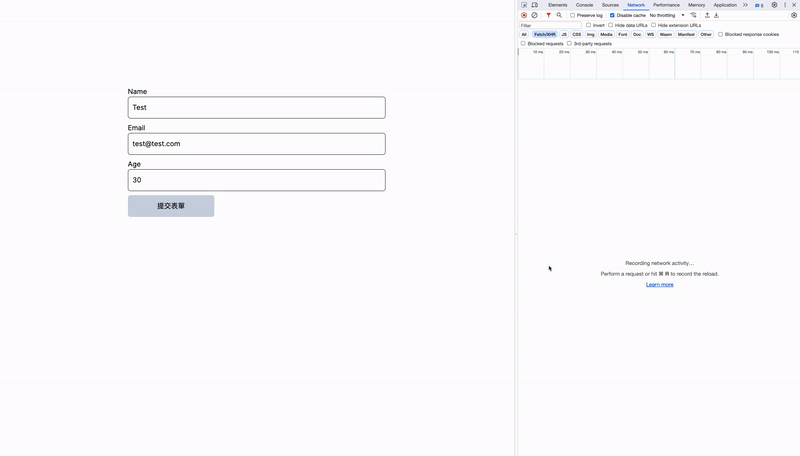 Name
Test
Email
test@test.com
Age
30
提交表單
Elements Console Sources Network Performance Memory Application 6
Preserve log Disable cache No throttling
Filter Invert Hide data URLs Hide extension URLs
All Fetch/XHR JS CSS Img Media Font Doc WS Wasm Manifest Other Blocked response cookies
Blocked requests 3rd-party requests
10 ms 20 ms 30 ms 40 ms 50 ms 60 ms 70 ms 80 ms 90 ms 100 ms 110
Recording network activity…
Perform a request or hit ⌘ R to record the reload.
Learn more